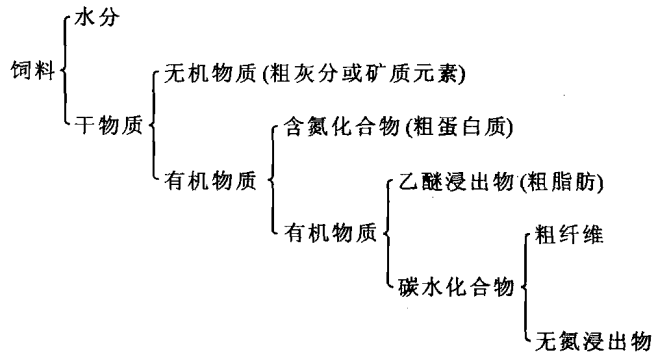 水分
饲料
无机物质(粗灰分或矿质元素)
干物质
含氮化合物(粗蛋白质)
有机物质
乙醚浸出物(粗脂肪)
有机物质
粗纤维
碳水化合物
无氮浸出物